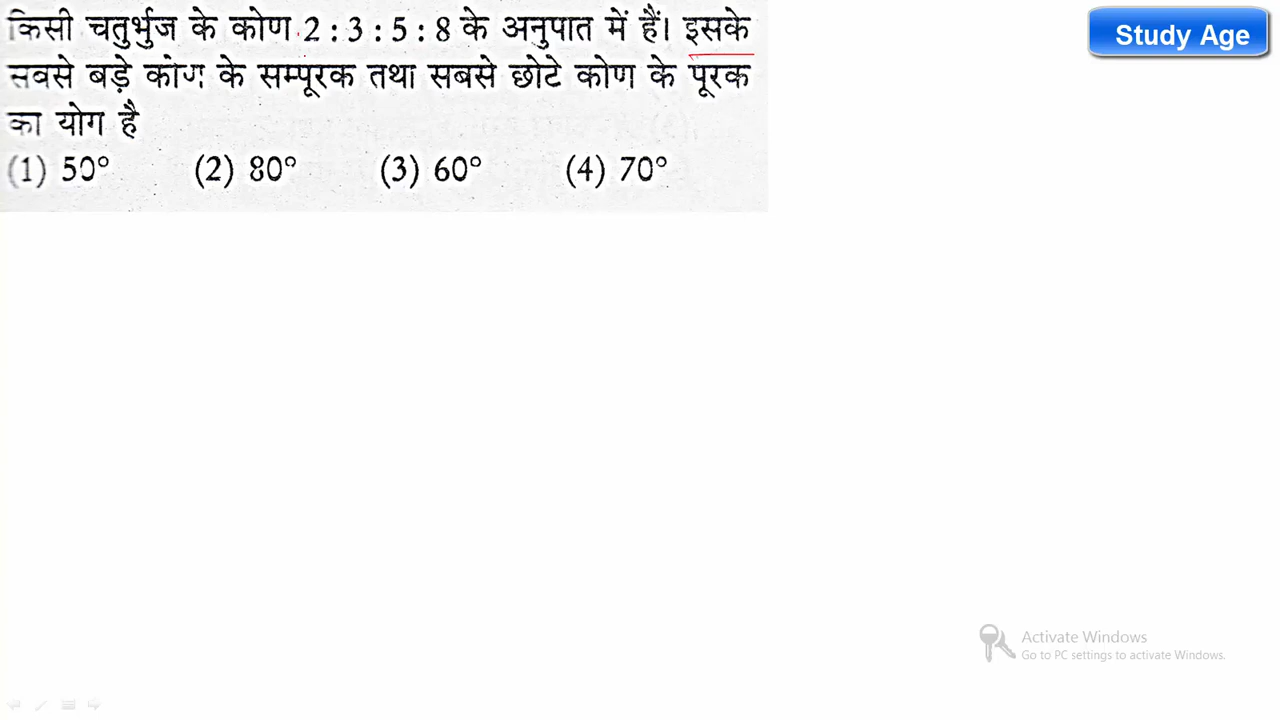 किसी चतुर्भुज के कोण 2 : 3 : 5 : 8 के अनुपात में हैं। इसके
सबसे बड़े कोण के सम्पूरक तथा सबसे छोटे कोण के पूरक
का योग है
(1) 50° (2) 80° (3) 60° (4) 70°
Study Age
Activate Windows
Go to PC settings to activate Windows.